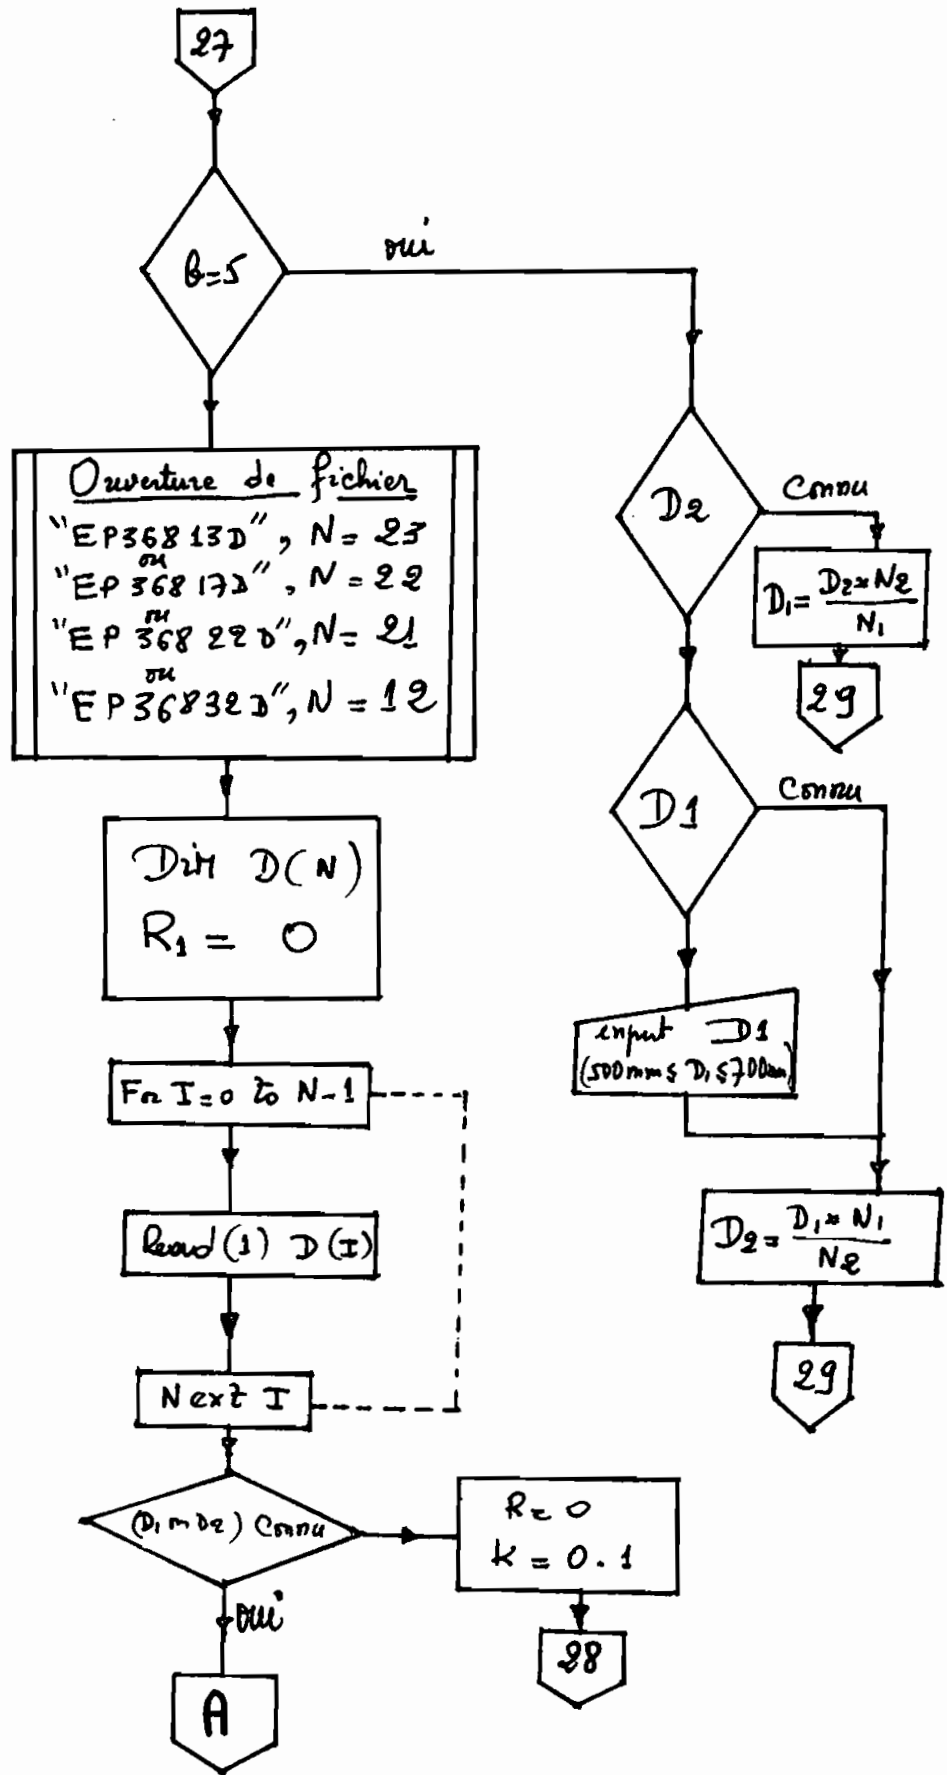 27
b=5
oui
Ouverture de fichier
"EP36813D", N = 23
ou
"EP36817D", N = 22
ou
"EP36822D", N = 21
ou
"EP36832D", N = 12
Dim D(N)
R1 = 0
For I=0 to N-1
Read(1) D(I)
Next I
(D1 ou D2) Connu
oui
A
R= 0
K = 0.1
28
D2
Connu
D1= D2*N2
N1
29
D1
Connu
input D1
(500mm≤ D1≤700mm)
D2= D1* N1
N2
29